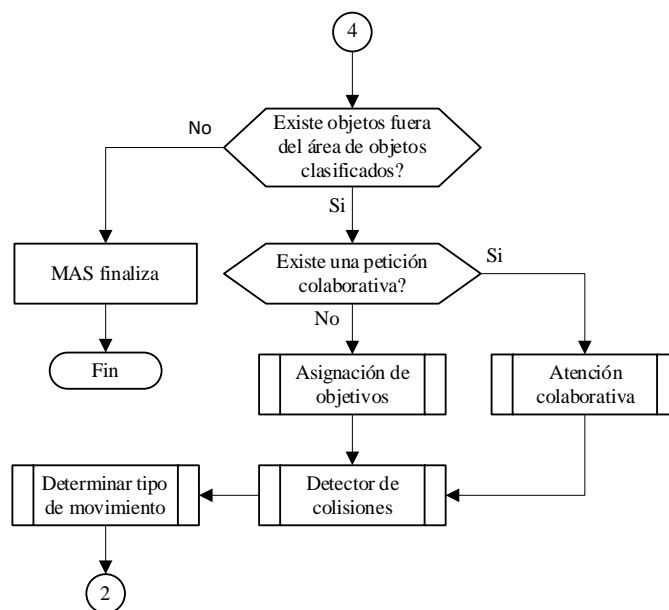 4
Existe objetos fuera
del área de objetos
clasificados?
No
Si
MAS finaliza
Existe una petición
colaborativa?
Si
No
Fin
Asignación de
objetivos
Atención
colaborativa
Determinar tipo
de movimiento
Detector de
colisiones
2